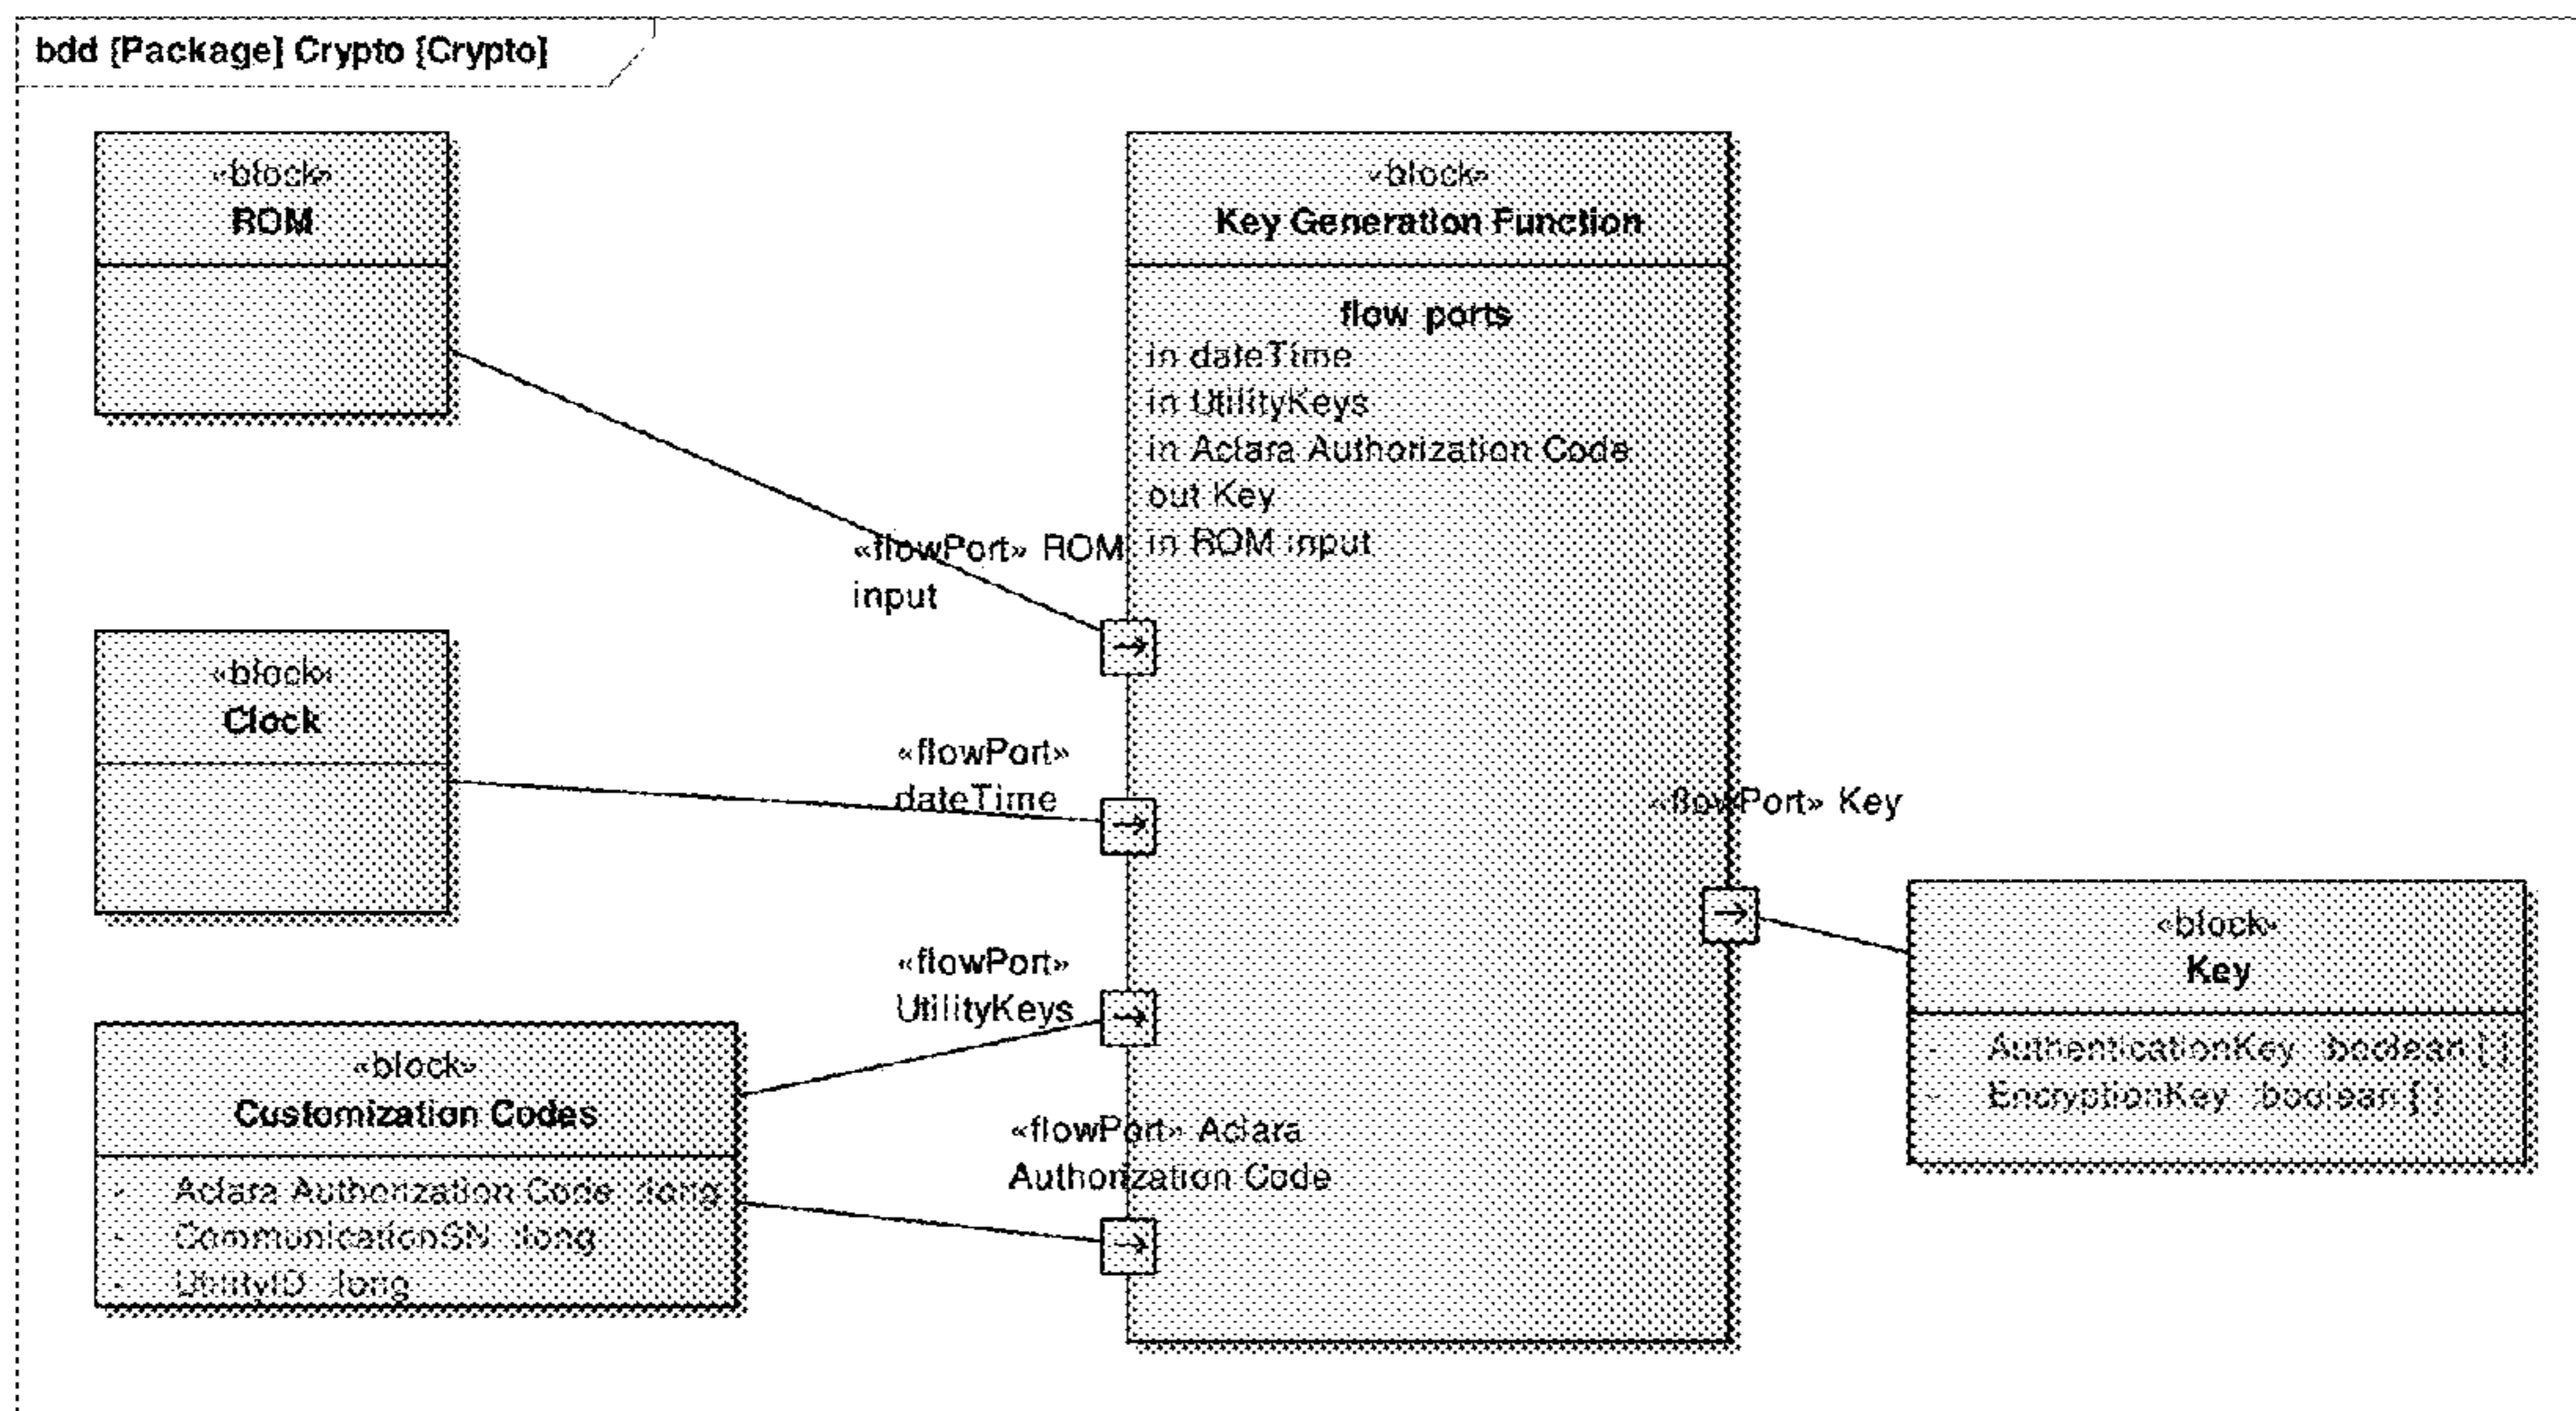 bdd [Package] Crypto [Crypto]
«block»
ROM
«block»
Key Generation Function
flow ports
in dateTime
in UtilityKeys
in Aclara Authorization Code
out Key
in ROM input
«flowPort» ROM
input
«block»
Clock
«flowPort»
dateTime
«flowPort» Key
«flowPort»
UtilityKeys
«block»
Customization Codes
- Aclara Authorization Code :long
- CommunicationSN :long
- UtilityID :long
«flowPort» Aclara
Authorization Code
«block»
Key
- AuthenticationKey :boolean [ ]
- EncryptionKey :boolean [ ]